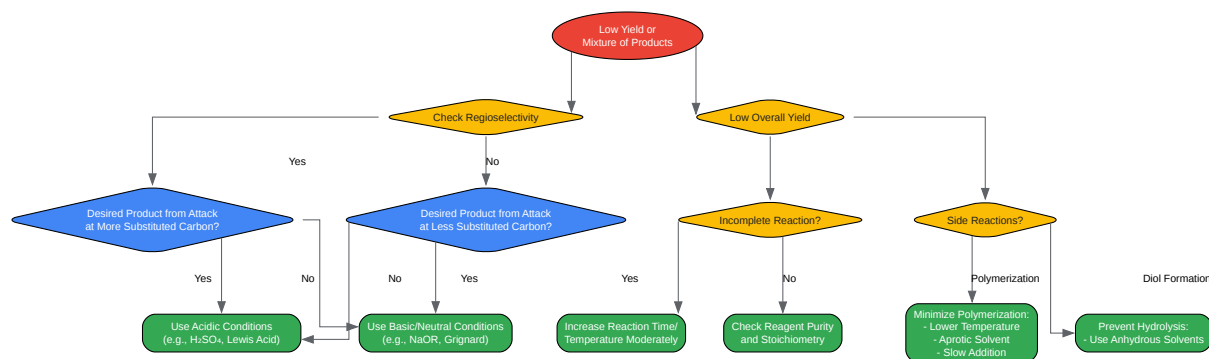 Low Yield or
Mixture of Products
Check Regioselectivity
Low Overall Yield
Yes
No
Desired Product from Attack
at More Substituted Carbon?
Desired Product from Attack
at Less Substituted Carbon?
Incomplete Reaction?
Side Reactions?
Yes
No
No
Yes
Yes
No
Polymerization
Diol Formation
Use Acidic Conditions
(e.g., H₂SO₄, Lewis Acid)
Use Basic/Neutral Conditions
(e.g., NaOR, Grignard)
Increase Reaction Time/
Temperature Moderately
Check Reagent Purity
and Stoichiometry
Minimize Polymerization:
- Lower Temperature
- Aprotic Solvent
- Slow Addition
Prevent Hydrolysis:
- Use Anhydrous Solvents